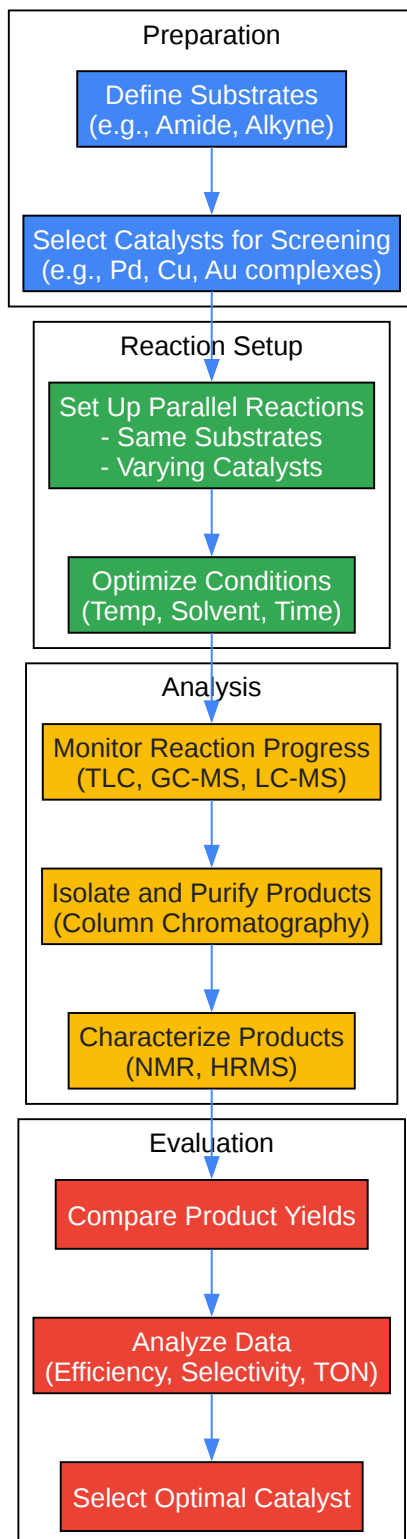 Preparation
Define Substrates
(e.g., Amide, Alkyne)
Select Catalysts for Screening
(e.g., Pd, Cu, Au complexes)
Reaction Setup
Set Up Parallel Reactions
- Same Substrates
- Varying Catalysts
Optimize Conditions
(Temp, Solvent, Time)
Analysis
Monitor Reaction Progress
(TLC, GC-MS, LC-MS)
Isolate and Purify Products
(Column Chromatography)
Characterize Products
(NMR, HRMS)
Evaluation
Compare Product Yields
Analyze Data
(Efficiency, Selectivity, TON)
Select Optimal Catalyst